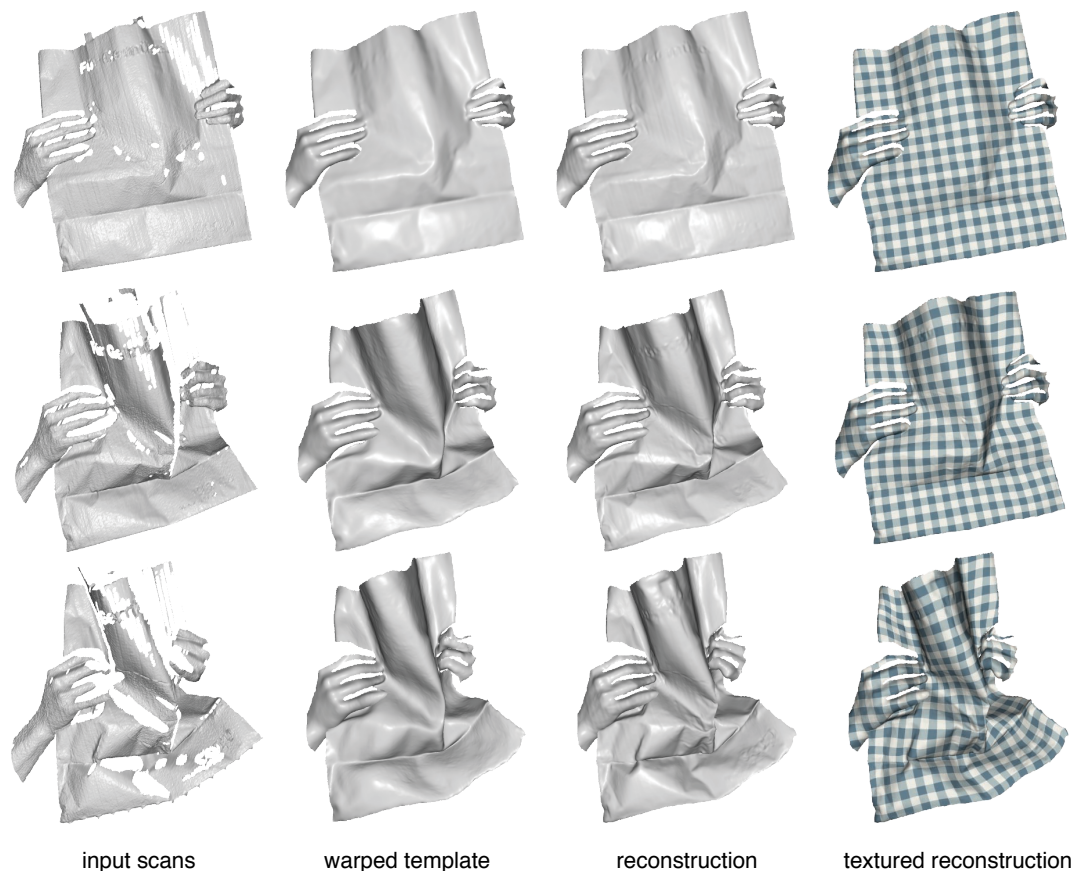 input scans
warped template
reconstruction
textured reconstruction